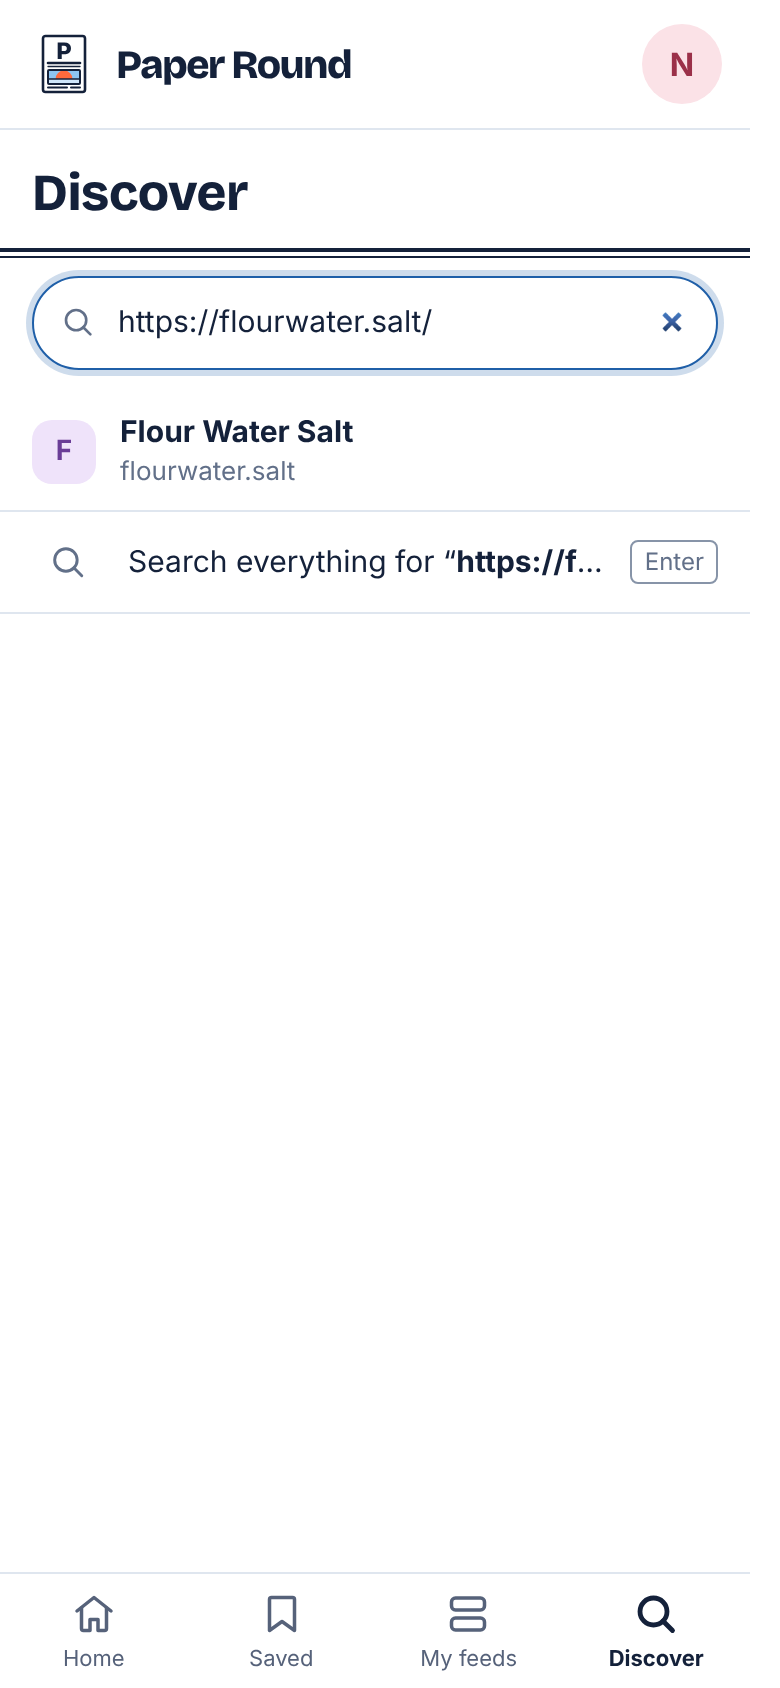 P
Paper Round
N
Discover
https://flourwater.salt/
F
Flour Water Salt
flourwater.salt
Search everything for “https://f...
Enter
Home
Saved
My feeds
Discover